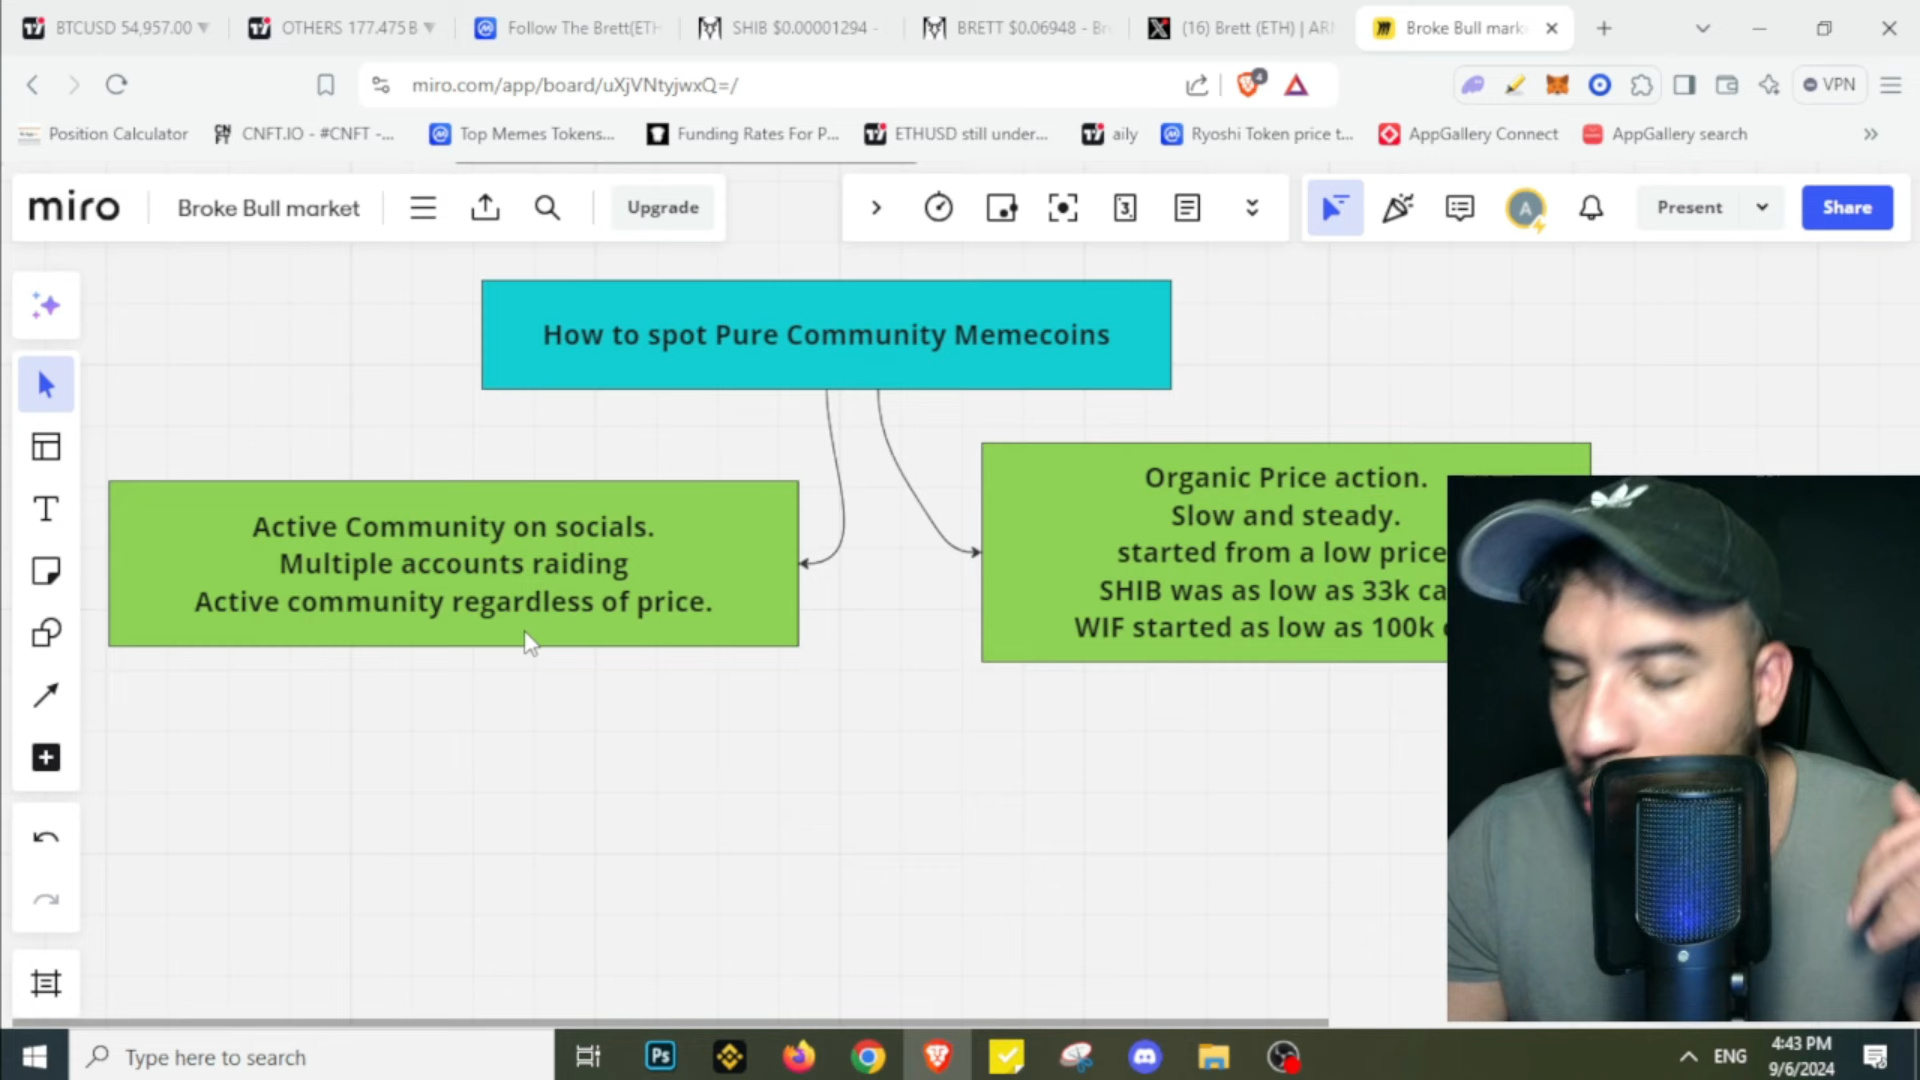 BTCUSD 54,957.00
OTHERS 177.475 B
Follow The Brett(ETH
SHIB $0.00001294 -
BRETT $0.06948 - Br
(16) Brett (ETH) | AR
Broke Bull mark
miro.com/app/board/uXjVNtyjwxQ=/
4
VPN
Position Calculator
CNFT.IO - #CNFT -...
Top Memes Tokens...
Funding Rates For P...
ETHUSD still under...
aily
Ryoshi Token price t...
AppGallery Connect
AppGallery search
miro
Broke Bull market
Upgrade
3
A
Present
Share
How to spot Pure Community Memecoins
Active Community on socials.
Multiple accounts raiding
Active community regardless of price.
Organic Price action.
Slow and steady.
started from a low price
SHIB was as low as 33k ca
WIF started as low as 100k
Type here to search
Ps
ENG
4:43 PM
9/6/2024